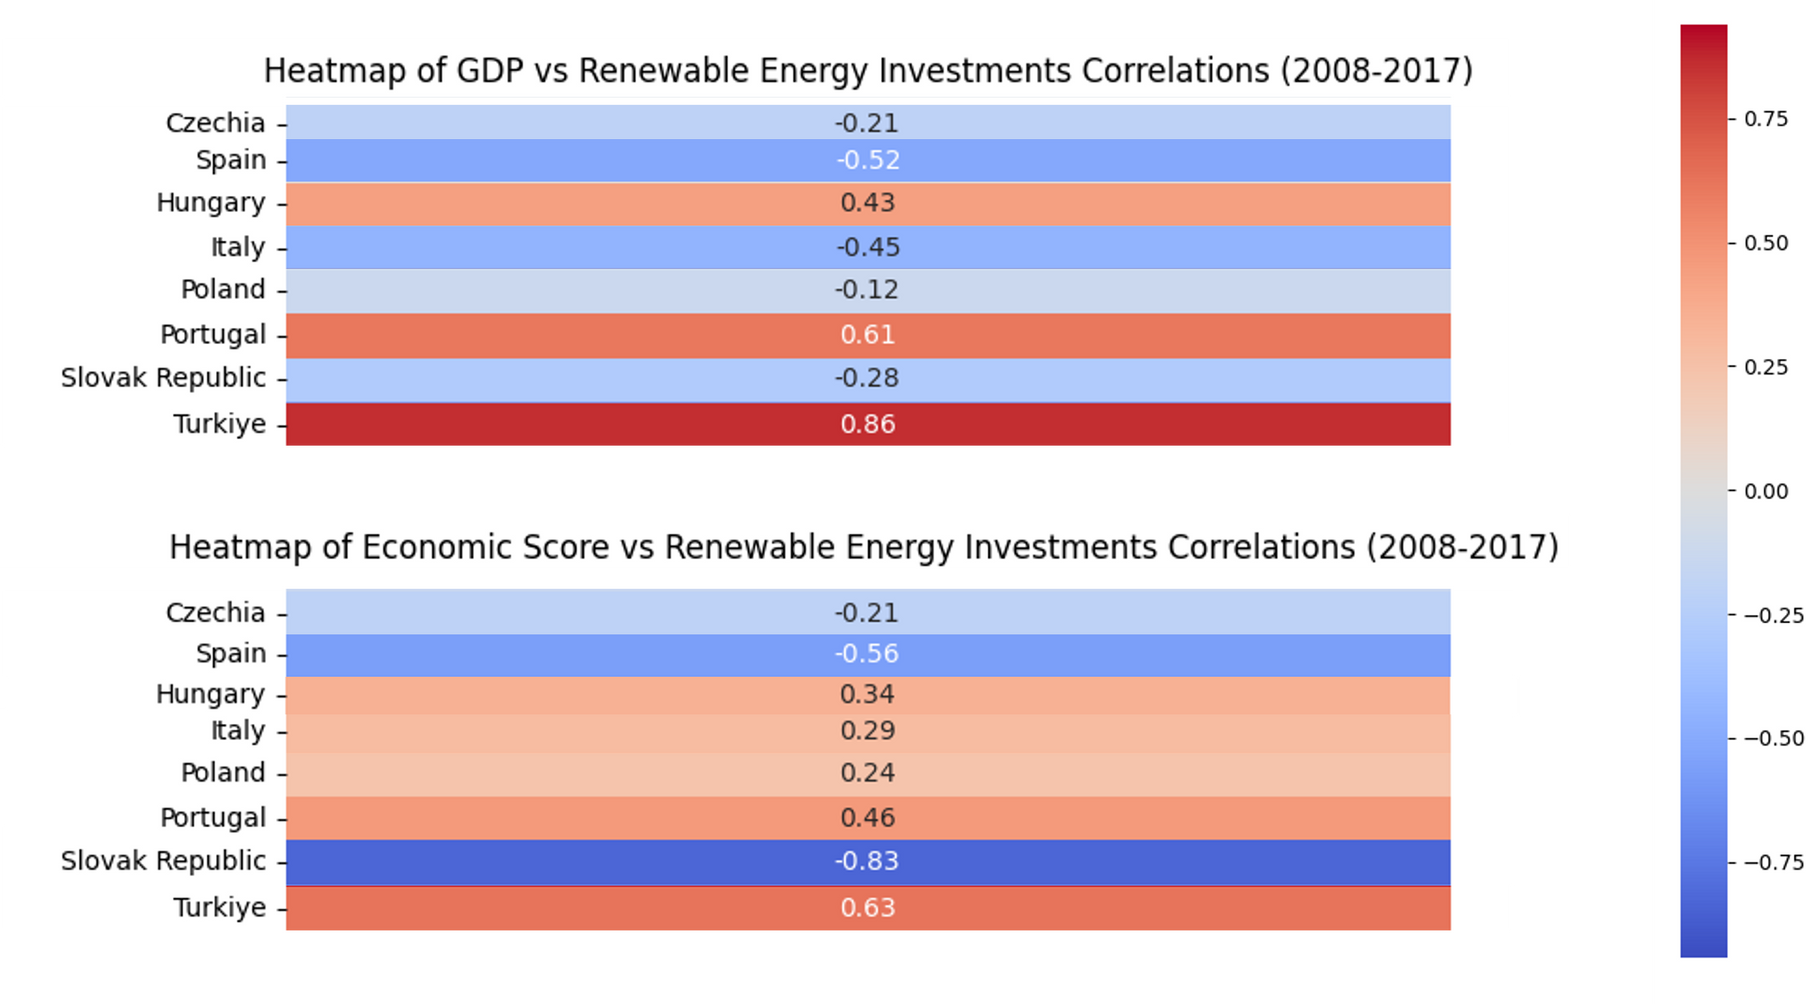 Heatmap of GDP vs Renewable Energy Investments Correlations (2008-2017)
Czechia -0.21
Spain -0.52
Hungary 0.43
Italy -0.45
Poland -0.12
Portugal 0.61
Slovak Republic -0.28
Turkiye 0.86
Heatmap of Economic Score vs Renewable Energy Investments Correlations (2008-2017)
Czechia -0.21
Spain -0.56
Hungary 0.34
Italy 0.29
Poland 0.24
Portugal 0.46
Slovak Republic -0.83
Turkiye 0.63
0.75
0.50
0.25
0.00
−0.25
−0.50
−0.75